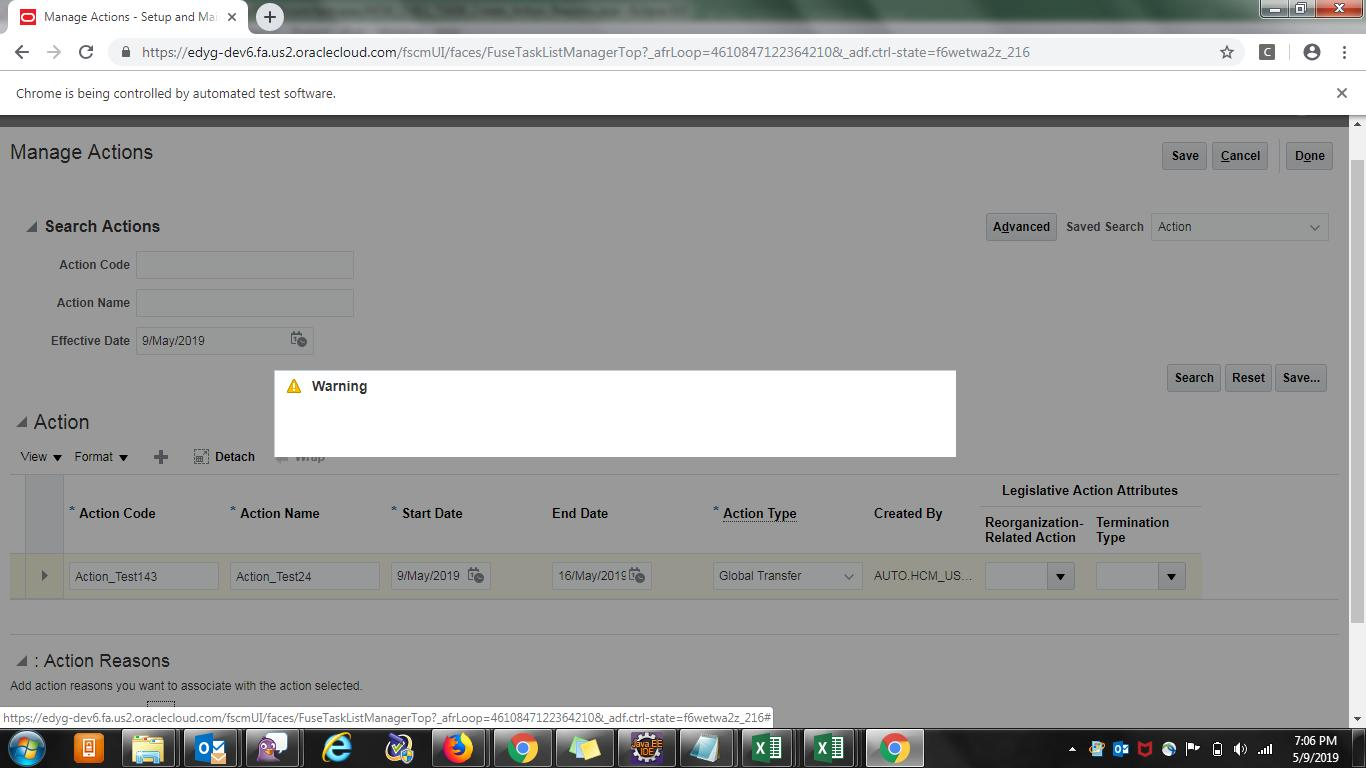 Manage Actions - Setup and Mai
https://edyg-dev6.fa.us2.oraclecloud.com/fscmUI/faces/FuseTaskListManagerTop?_afrLoop=4610847122364210&_adf.ctrl-state=f6wetwa2z_216
C
Chrome is being controlled by automated test software.
Manage Actions
Save Cancel Done
Search Actions
Advanced Saved Search Action
Action Code
Action Name
Effective Date 9/May/2019
Search Reset Save...
Warning
Action
View Format Detach Wrap
Legislative Action Attributes
* Action Code * Action Name * Start Date End Date * Action Type Created By Reorganization-Related Action Termination Type
Action_Test143 Action_Test24 9/May/2019 16/May/2019 Global Transfer AUTO.HCM_US...
: Action Reasons
Add action reasons you want to associate with the action selected.
https://edyg-dev6.fa.us2.oraclecloud.com/fscmUI/faces/FuseTaskListManagerTop?_afrLoop=4610847122364210&_adf.ctrl-state=f6wetwa2z_216#
Java EE
IDE
7:06 PM
5/9/2019